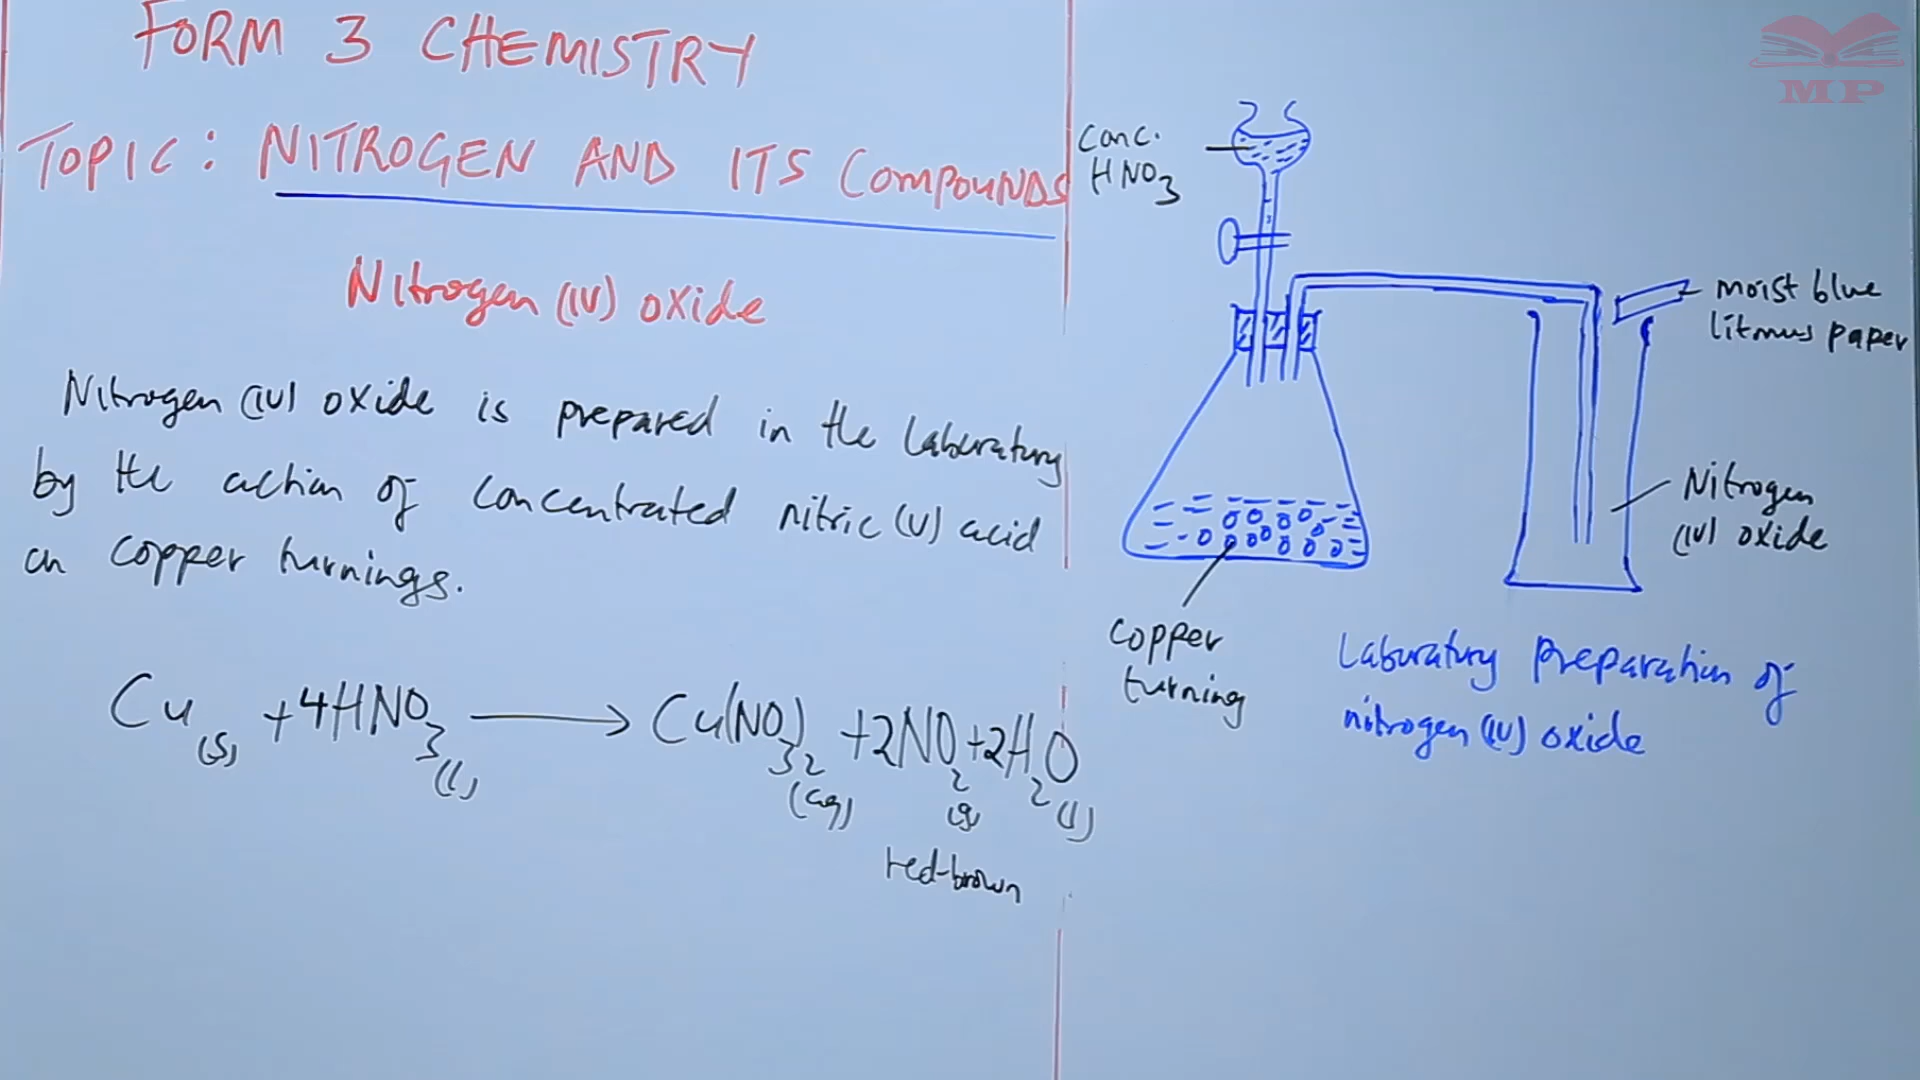 FORM 3 CHEMISTRY
TOPIC: NITROGEN AND ITS COMPOUNDS
Nitrogen (IV) oxide
Nitrogen (IV) oxide is prepared in the laboratory
by the action of concentrated nitric (V) acid
on copper turnings.
Cu(s) + 4HNO3(l) → Cu(NO3)2(aq) + 2NO2(g) + 2H2O(l)
red-brown
MP
Conc.
HNO3
moist blue
litmus paper
Nitrogen
(IV) oxide
copper
turning
Laboratory preparation of
nitrogen (IV) oxide